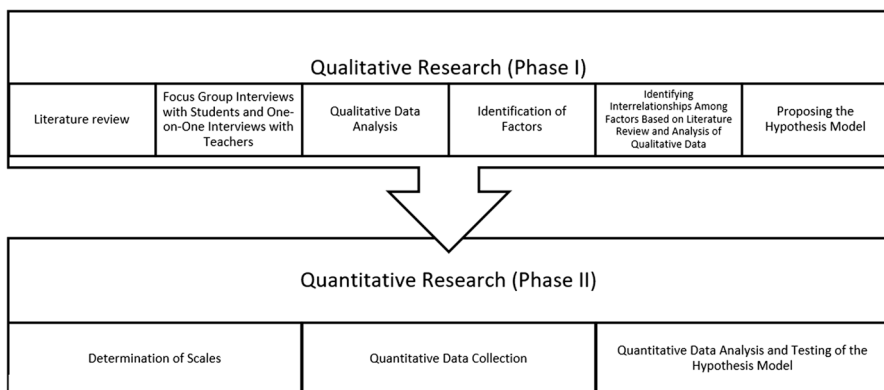 Qualitative Research (Phase I)
Literature review
Focus Group Interviews
with Students and One-
on-One Interviews with
Teachers
Qualitative Data
Analysis
Identification of
Factors
Identifying
Interrelationships Among
Factors Based on Literature
Review and Analysis of
Qualitative Data
Proposing the
Hypothesis Model
Quantitative Research (Phase II)
Determination of Scales
Quantitative Data Collection
Quantitative Data Analysis and Testing of the
Hypothesis Model